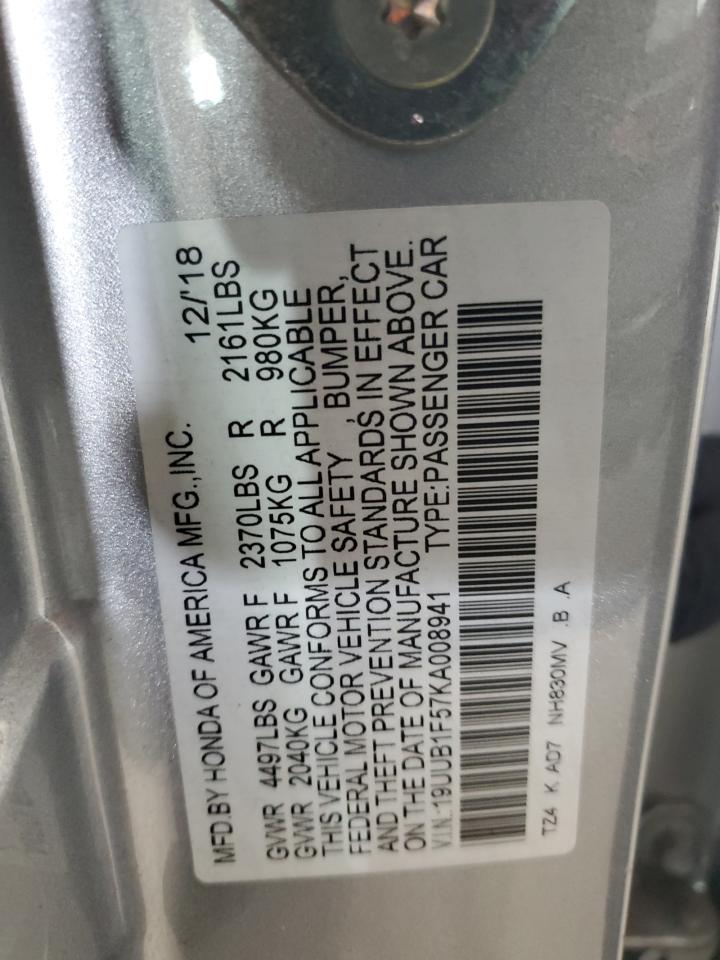 MFD.BY HONDA OF AMERICA MFG.,INC. 12/'18
GVWR 4497LBS GAWR F 2370LBS R 2161LBS
GVWR 2040KG GAWR F 1075KG R 980KG
THIS VEHICLE CONFORMS TO ALL APPLICABLE
FEDERAL MOTOR VEHICLE SAFETY , BUMPER,
AND THEFT PREVENTION STANDARDS IN EFFECT
ON THE DATE OF MANUFACTURE SHOWN ABOVE.
V.I.N.:19UUB1F57KA008941 TYPE:PASSENGER CAR
TZ4 K AD7 NH830MV .B .A